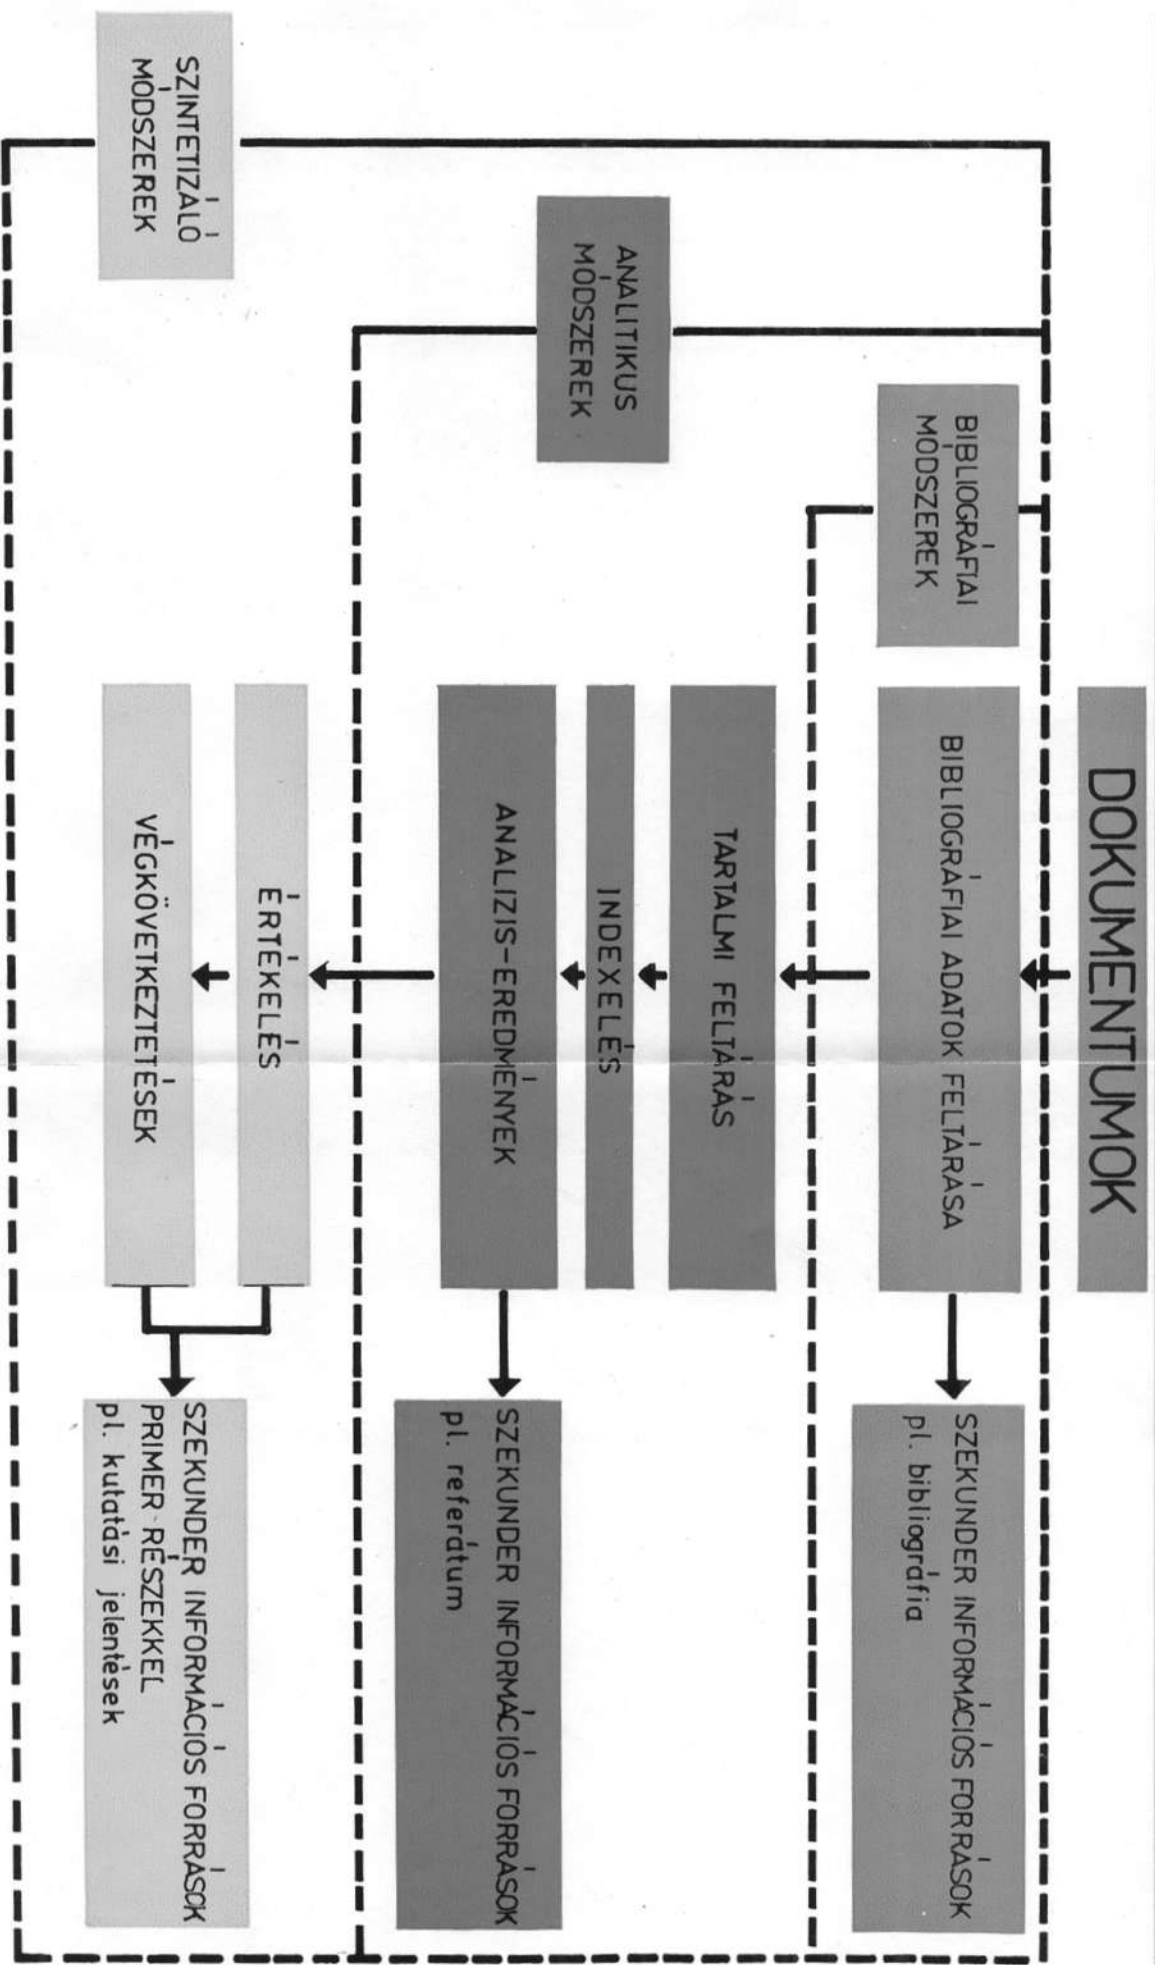 DOKUMENTUMOK
BIBLIOGRÁFIAI
MÓDSZEREK
BIBLIOGRÁFIAI ADATOK FELTÁRÁSA
SZEKUNDER INFORMÁCIÓS FORRÁSOK
pl. bibliográfia
ANALITIKUS
MÓDSZEREK
TARTALMI FELTÁRÁS
INDEXELÉS
ANALIZIS-EREDMÉNYEK
SZEKUNDER INFORMÁCIÓS FORRÁSOK
pl. referátum
SZINTETIZÁLÓ
MÓDSZEREK
ÉRTÉKELÉS
VÉGKÖVETKEZTETÉSEK
SZEKUNDER INFORMÁCIÓS FORRÁSOK
PRIMER RÉSZEKKEL
pl. kutatási jelentések